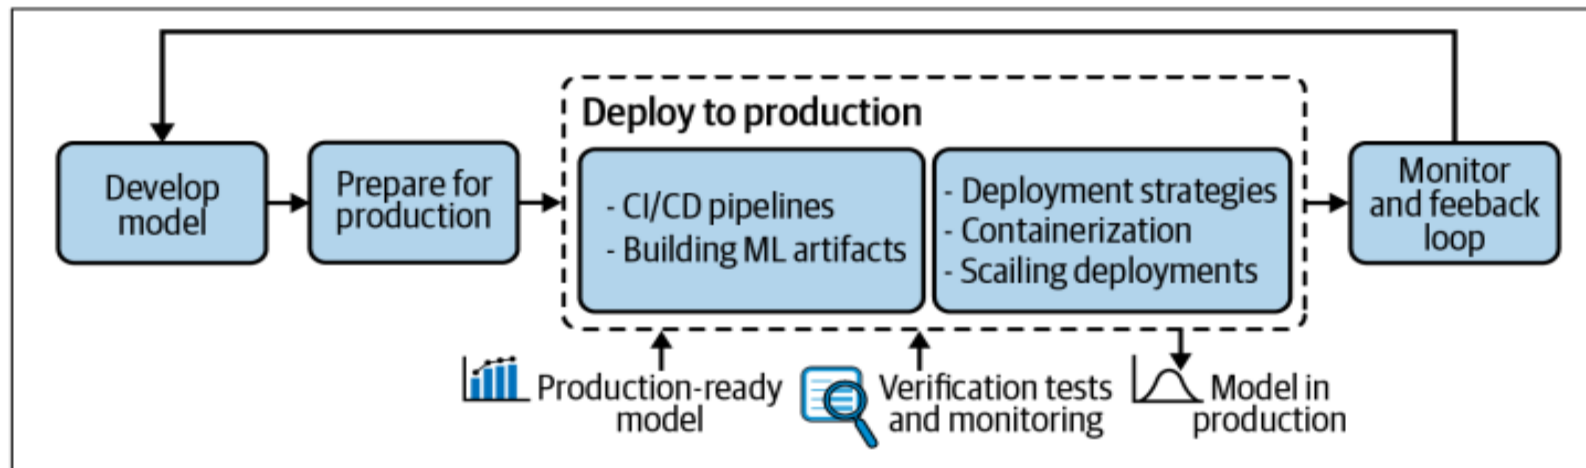 Deploy to production
Develop
model
Prepare for
production
- CI/CD pipelines
- Building ML artifacts
- Deployment strategies
- Containerization
- Scailing deployments
Monitor
and feeback
loop
Production-ready
model
Verification tests
and monitoring
Model in
production